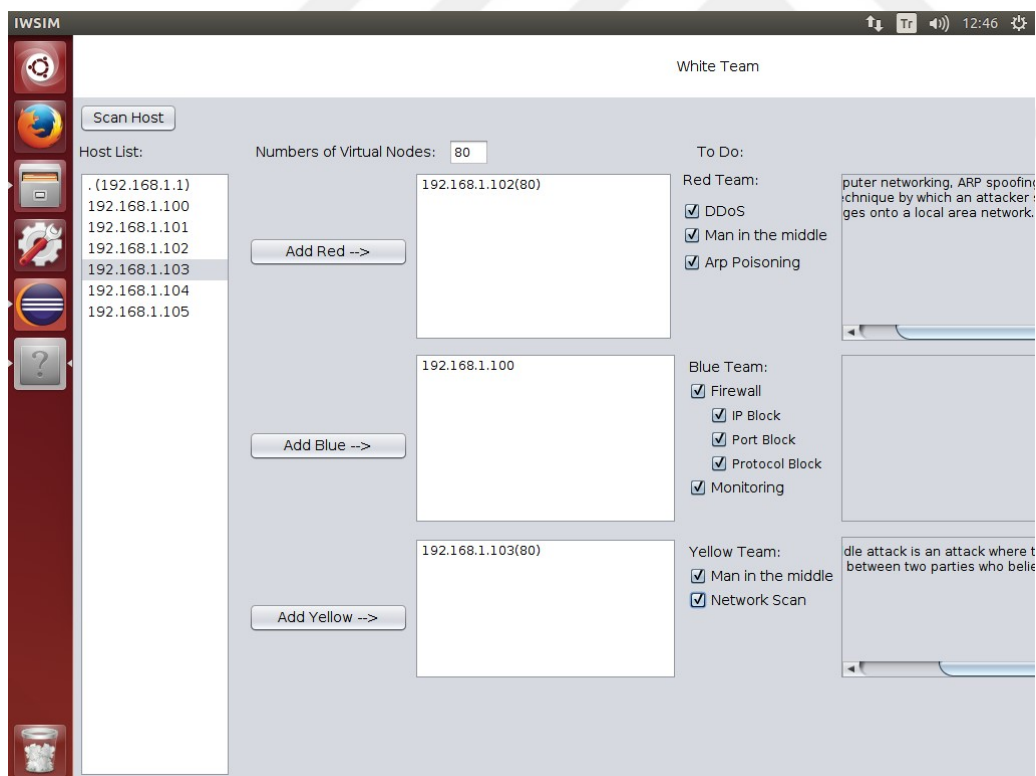 IWSIM
Tr
12:46
White Team
Scan Host
Host List:
Numbers of Virtual Nodes: 80
To Do:
. (192.168.1.1)
192.168.1.100
192.168.1.101
192.168.1.102
192.168.1.103
192.168.1.104
192.168.1.105
Add Red -->
192.168.1.102(80)
Red Team:
DDoS
Man in the middle
Arp Poisoning
puter networking, ARP spoofing
chnique by which an attacker s
ges onto a local area network.
Add Blue -->
192.168.1.100
Blue Team:
Firewall
IP Block
Port Block
Protocol Block
Monitoring
Add Yellow -->
192.168.1.103(80)
Yellow Team:
Man in the middle
Network Scan
dle attack is an attack where t
between two parties who belie
?